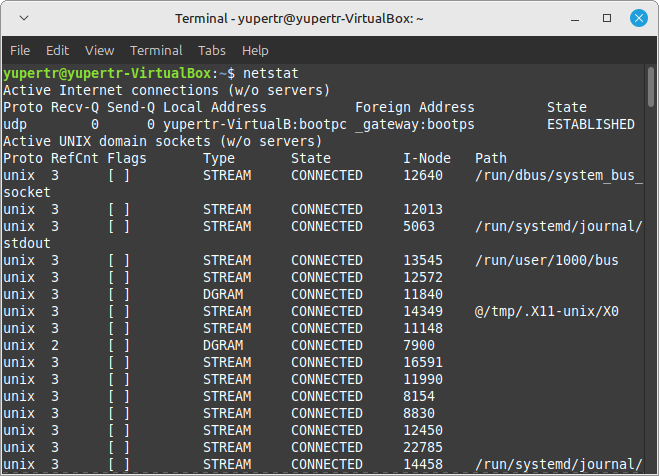 Terminal - yupertr@yupertr-VirtualBox: ~
File Edit View Terminal Tabs Help
yupertr@yupertr-VirtualBox:~$ netstat
Active Internet connections (w/o servers)
Proto Recv-Q Send-Q Local Address           Foreign Address         State
udp        0      0 yupertr-VirtualB:bootpc _gateway:bootps         ESTABLISHED
Active UNIX domain sockets (w/o servers)
Proto RefCnt Flags       Type       State         I-Node   Path
unix  3      [ ]         STREAM     CONNECTED     12640    /run/dbus/system_bus_
socket
unix  3      [ ]         STREAM     CONNECTED     12013
unix  3      [ ]         STREAM     CONNECTED     5063     /run/systemd/journal/
stdout
unix  3      [ ]         STREAM     CONNECTED     13545    /run/user/1000/bus
unix  3      [ ]         STREAM     CONNECTED     12572
unix  3      [ ]         DGRAM      CONNECTED     11840
unix  3      [ ]         STREAM     CONNECTED     14349    @/tmp/.X11-unix/X0
unix  3      [ ]         STREAM     CONNECTED     11148
unix  2      [ ]         DGRAM      CONNECTED     7900
unix  3      [ ]         STREAM     CONNECTED     16591
unix  3      [ ]         STREAM     CONNECTED     11990
unix  3      [ ]         STREAM     CONNECTED     8154
unix  3      [ ]         STREAM     CONNECTED     8830
unix  3      [ ]         STREAM     CONNECTED     12450
unix  3      [ ]         STREAM     CONNECTED     22785
unix  3      [ ]         STREAM     CONNECTED     14458    /run/systemd/journal/